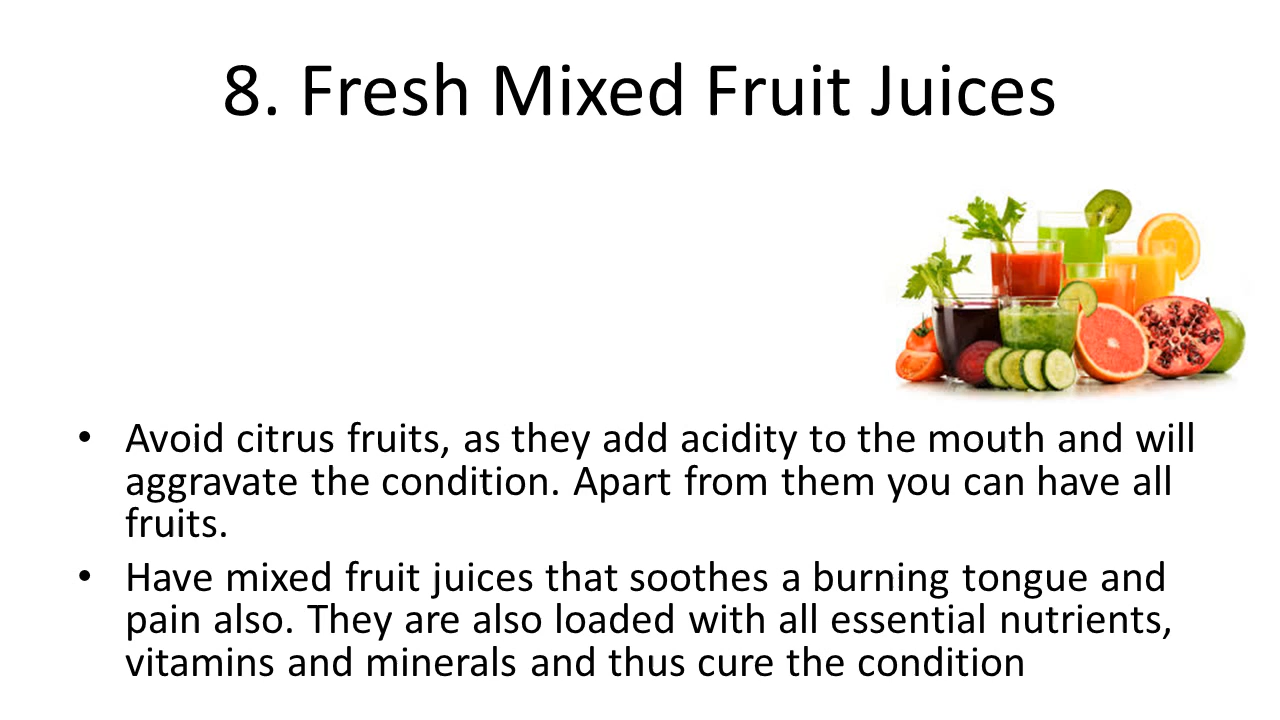 8. Fresh Mixed Fruit Juices
• Avoid citrus fruits, as they add acidity to the mouth and will
aggravate the condition. Apart from them you can have all
fruits.
• Have mixed fruit juices that soothes a burning tongue and
pain also. They are also loaded with all essential nutrients,
vitamins and minerals and thus cure the condition